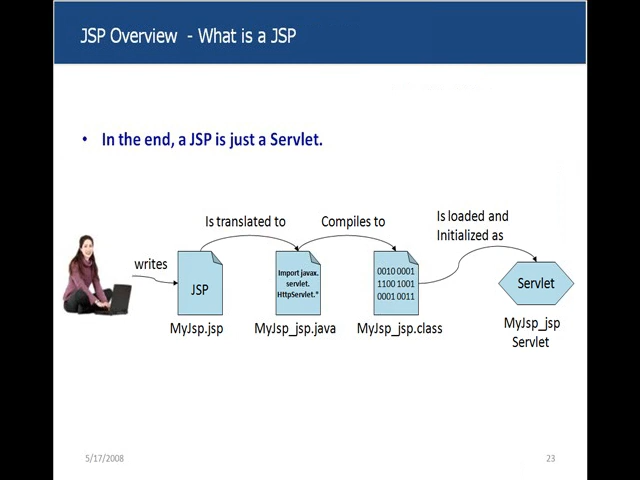 JSP Overview - What is a JSP
• In the end, a JSP is just a Servlet.
Is translated to
Compiles to
Is loaded and
Initialized as
writes
JSP
Import javax.
servlet.
HttpServlet.*
0010 0001
1100 1001
0001 0011
Servlet
MyJsp.jsp
MyJsp_jsp.java
MyJsp_jsp.class
MyJsp_jsp
Servlet
5/17/2008
23